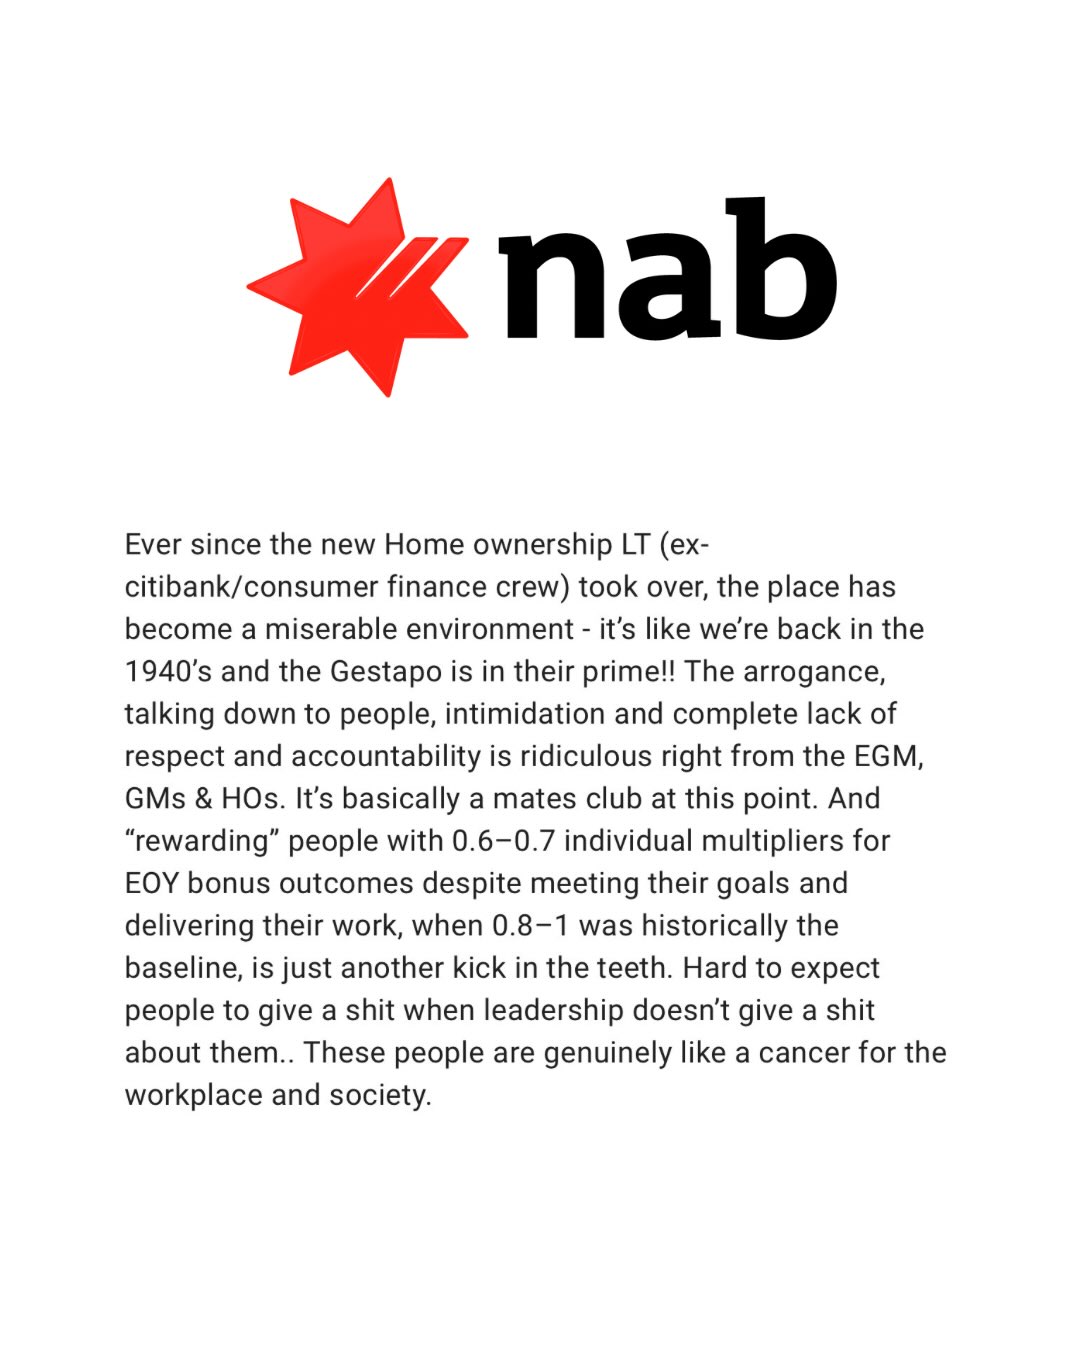 nab
Ever since the new Home ownership LT (ex-
citibank/consumer finance crew) took over, the place has
become a miserable environment - it’s like we’re back in the
1940’s and the Gestapo is in their prime!! The arrogance,
talking down to people, intimidation and complete lack of
respect and accountability is ridiculous right from the EGM,
GMs & HOs. It’s basically a mates club at this point. And
“rewarding” people with 0.6–0.7 individual multipliers for
EOY bonus outcomes despite meeting their goals and
delivering their work, when 0.8–1 was historically the
baseline, is just another kick in the teeth. Hard to expect
people to give a shit when leadership doesn’t give a shit
about them.. These people are genuinely like a cancer for the
workplace and society.